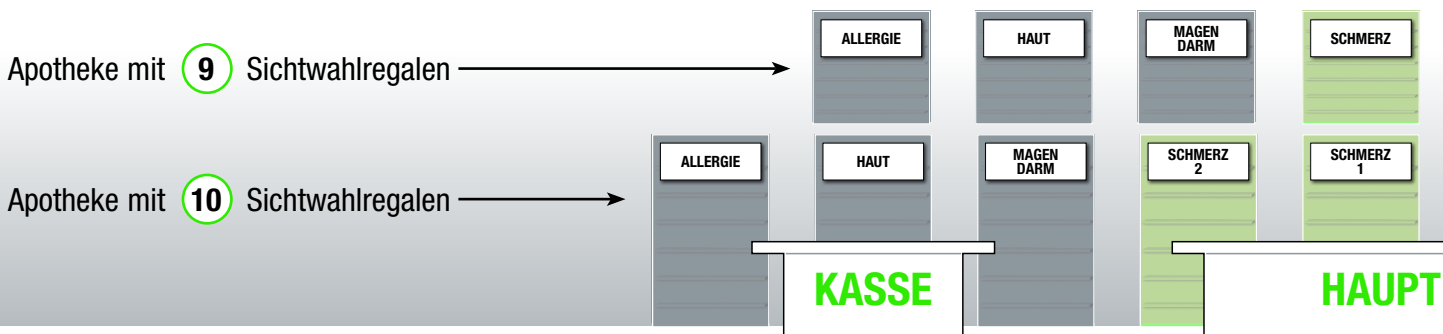 Apotheke mit 9 Sichtwahlregalen
ALLERGIE
HAUT
MAGEN
DARM
SCHMERZ
Apotheke mit 10 Sichtwahlregalen
ALLERGIE
HAUT
MAGEN
DARM
SCHMERZ
2
SCHMERZ
1
KASSE
HAUPT